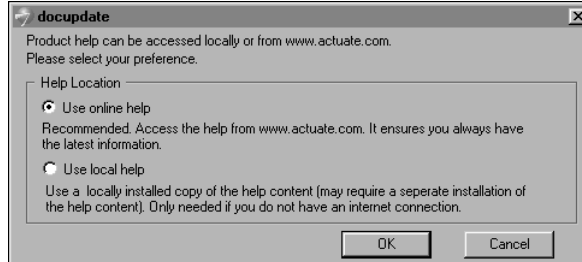 docupdate
Product help can be accessed locally or from www.actuate.com.
Please select your preference.
Help Location
Use online help
Recommended. Access the help from www.actuate.com. It ensures you always have
the latest information.
Use local help
Use a locally installed copy of the help content (may require a seperate installation of
the help content). Only needed if you do not have an internet connection.
OK Cancel